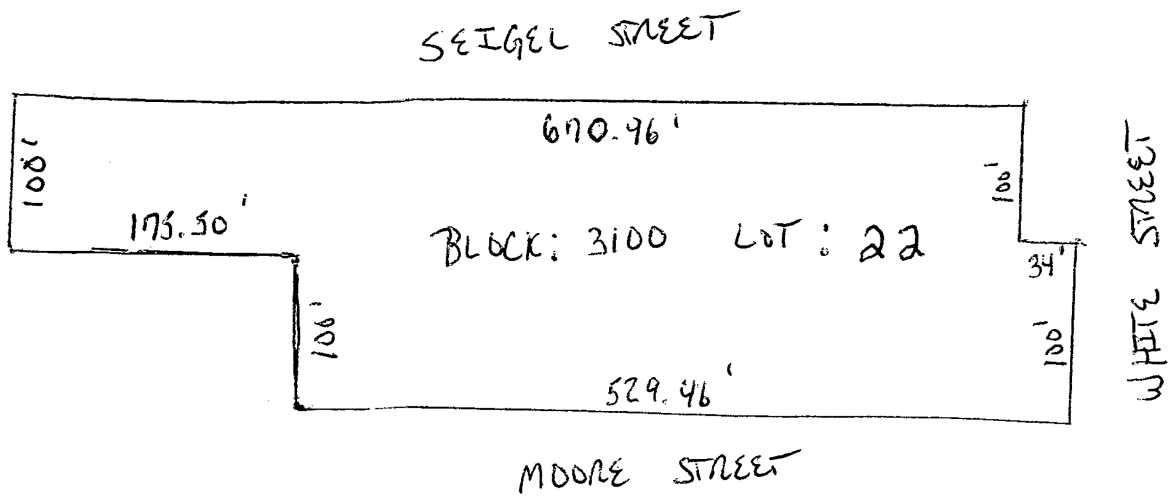 SEIGEL STREET
670.96'
100'
100'
WHITE STREET
175.50'
BLOCK: 3100 LOT: 22
34'
100'
100'
529.46'
MOORE STREET